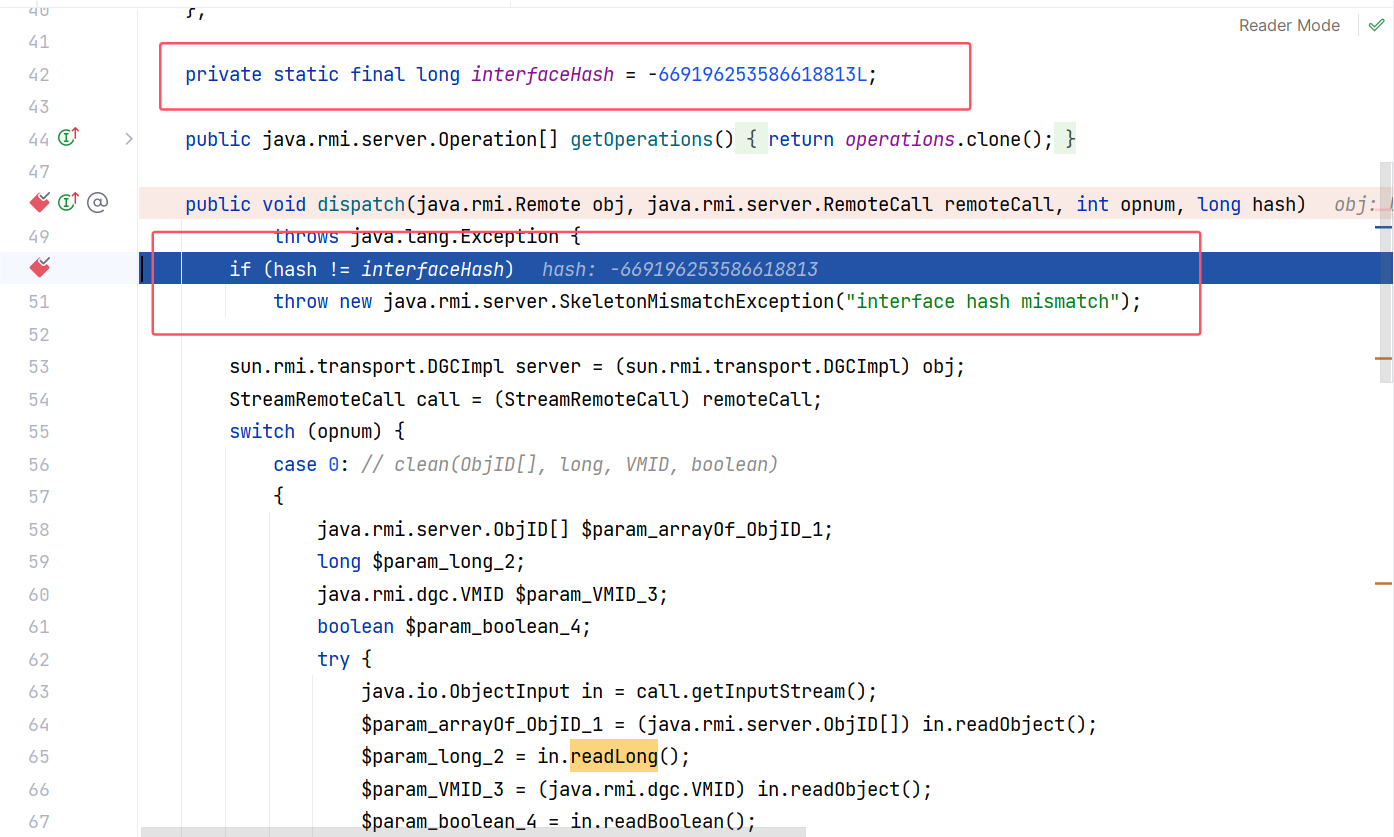 40 },
Reader Mode
41
42 private static final long interfaceHash = -669196253586618813L;
43
44 public java.rmi.server.Operation[] getOperations() { return operations.clone(); }
47
public void dispatch(java.rmi.Remote obj, java.rmi.server.RemoteCall remoteCall, int opnum, long hash) obj:
49 throws java.lang.Exception {
if (hash != interfaceHash) hash: -669196253586618813
51 throw new java.rmi.server.SkeletonMismatchException("interface hash mismatch");
52
53 sun.rmi.transport.DGCImpl server = (sun.rmi.transport.DGCImpl) obj;
54 StreamRemoteCall call = (StreamRemoteCall) remoteCall;
55 switch (opnum) {
56 case 0: // clean(ObjID[], long, VMID, boolean)
57 {
58 java.rmi.server.ObjID[] $param_arrayOf_ObjID_1;
59 long $param_long_2;
60 java.rmi.dgc.VMID $param_VMID_3;
61 boolean $param_boolean_4;
62 try {
63 java.io.ObjectInput in = call.getInputStream();
64 $param_arrayOf_ObjID_1 = (java.rmi.server.ObjID[]) in.readObject();
65 $param_long_2 = in.readLong();
66 $param_VMID_3 = (java.rmi.dgc.VMID) in.readObject();
67 $param_boolean_4 = in.readBoolean();